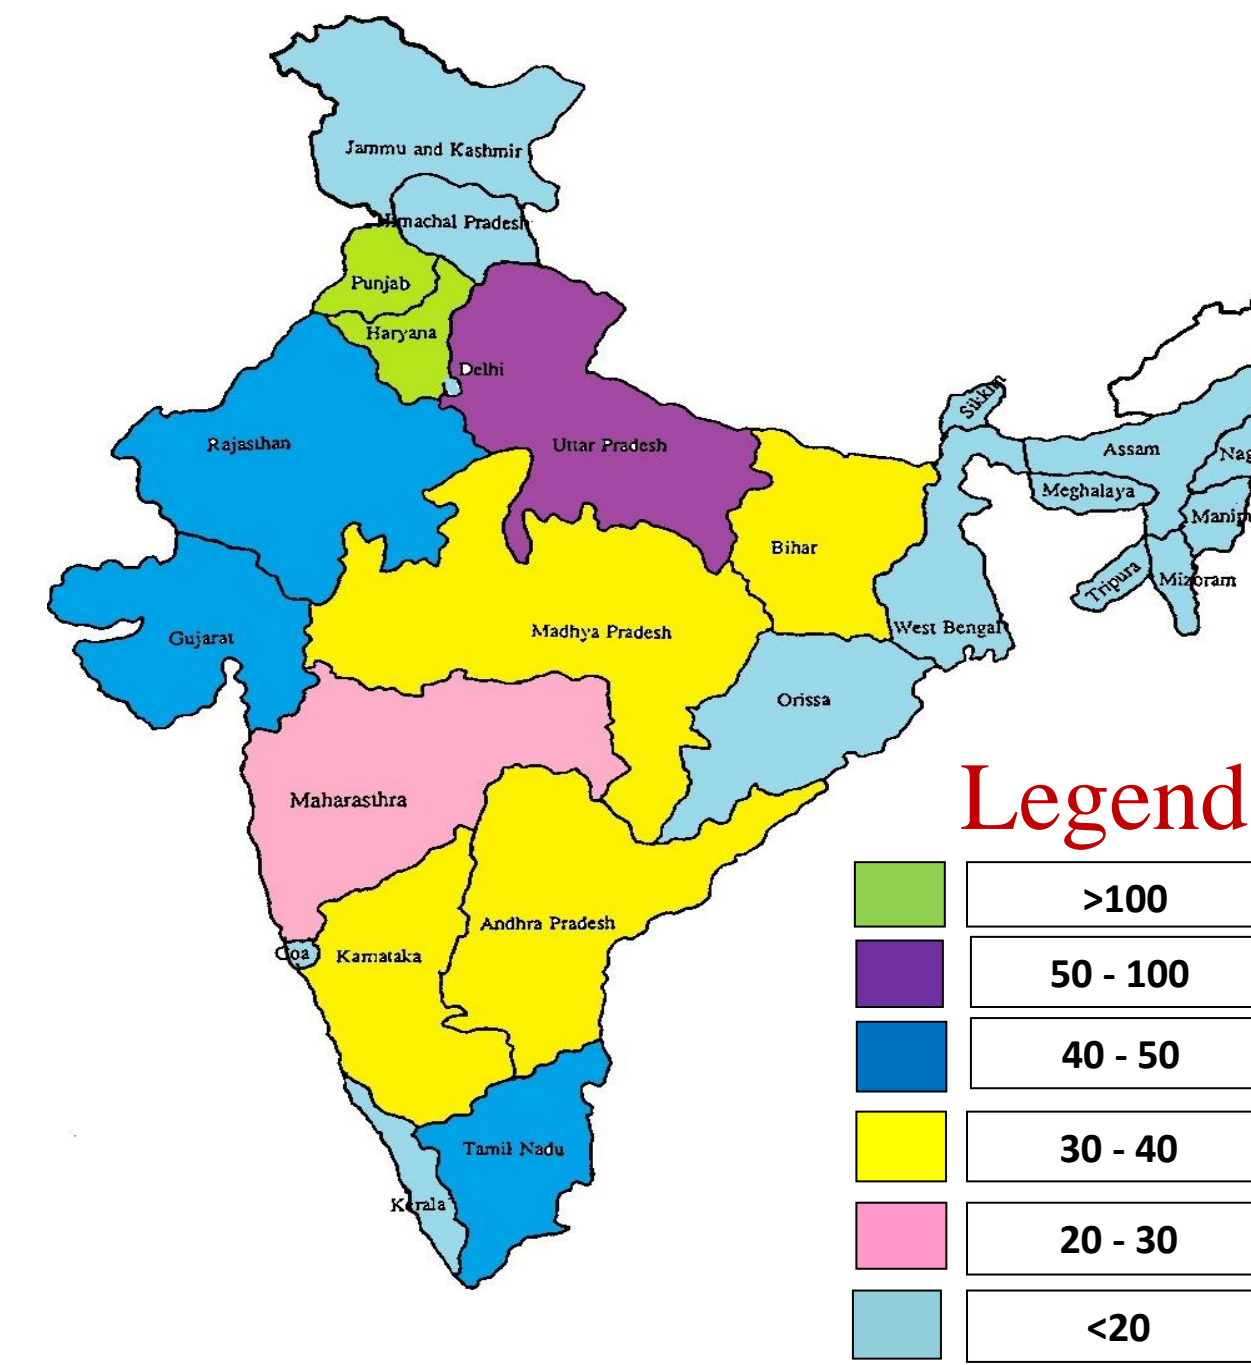 Jammu and Kashmir
Himachal Pradesh
Punjab
Haryana
Delhi
Rajasthan
Uttar Pradesh
Sikkim
Assam
Nag
Meghalaya
Manip
Bihar
Tripura
Mizoram
Gujarat
Madhya Pradesh
West Bengal
Orissa
Maharasthra
Legend
>100
Andhra Pradesh
Goa
Karnataka
50 - 100
40 - 50
Tamil Nadu
30 - 40
Kerala
20 - 30
<20